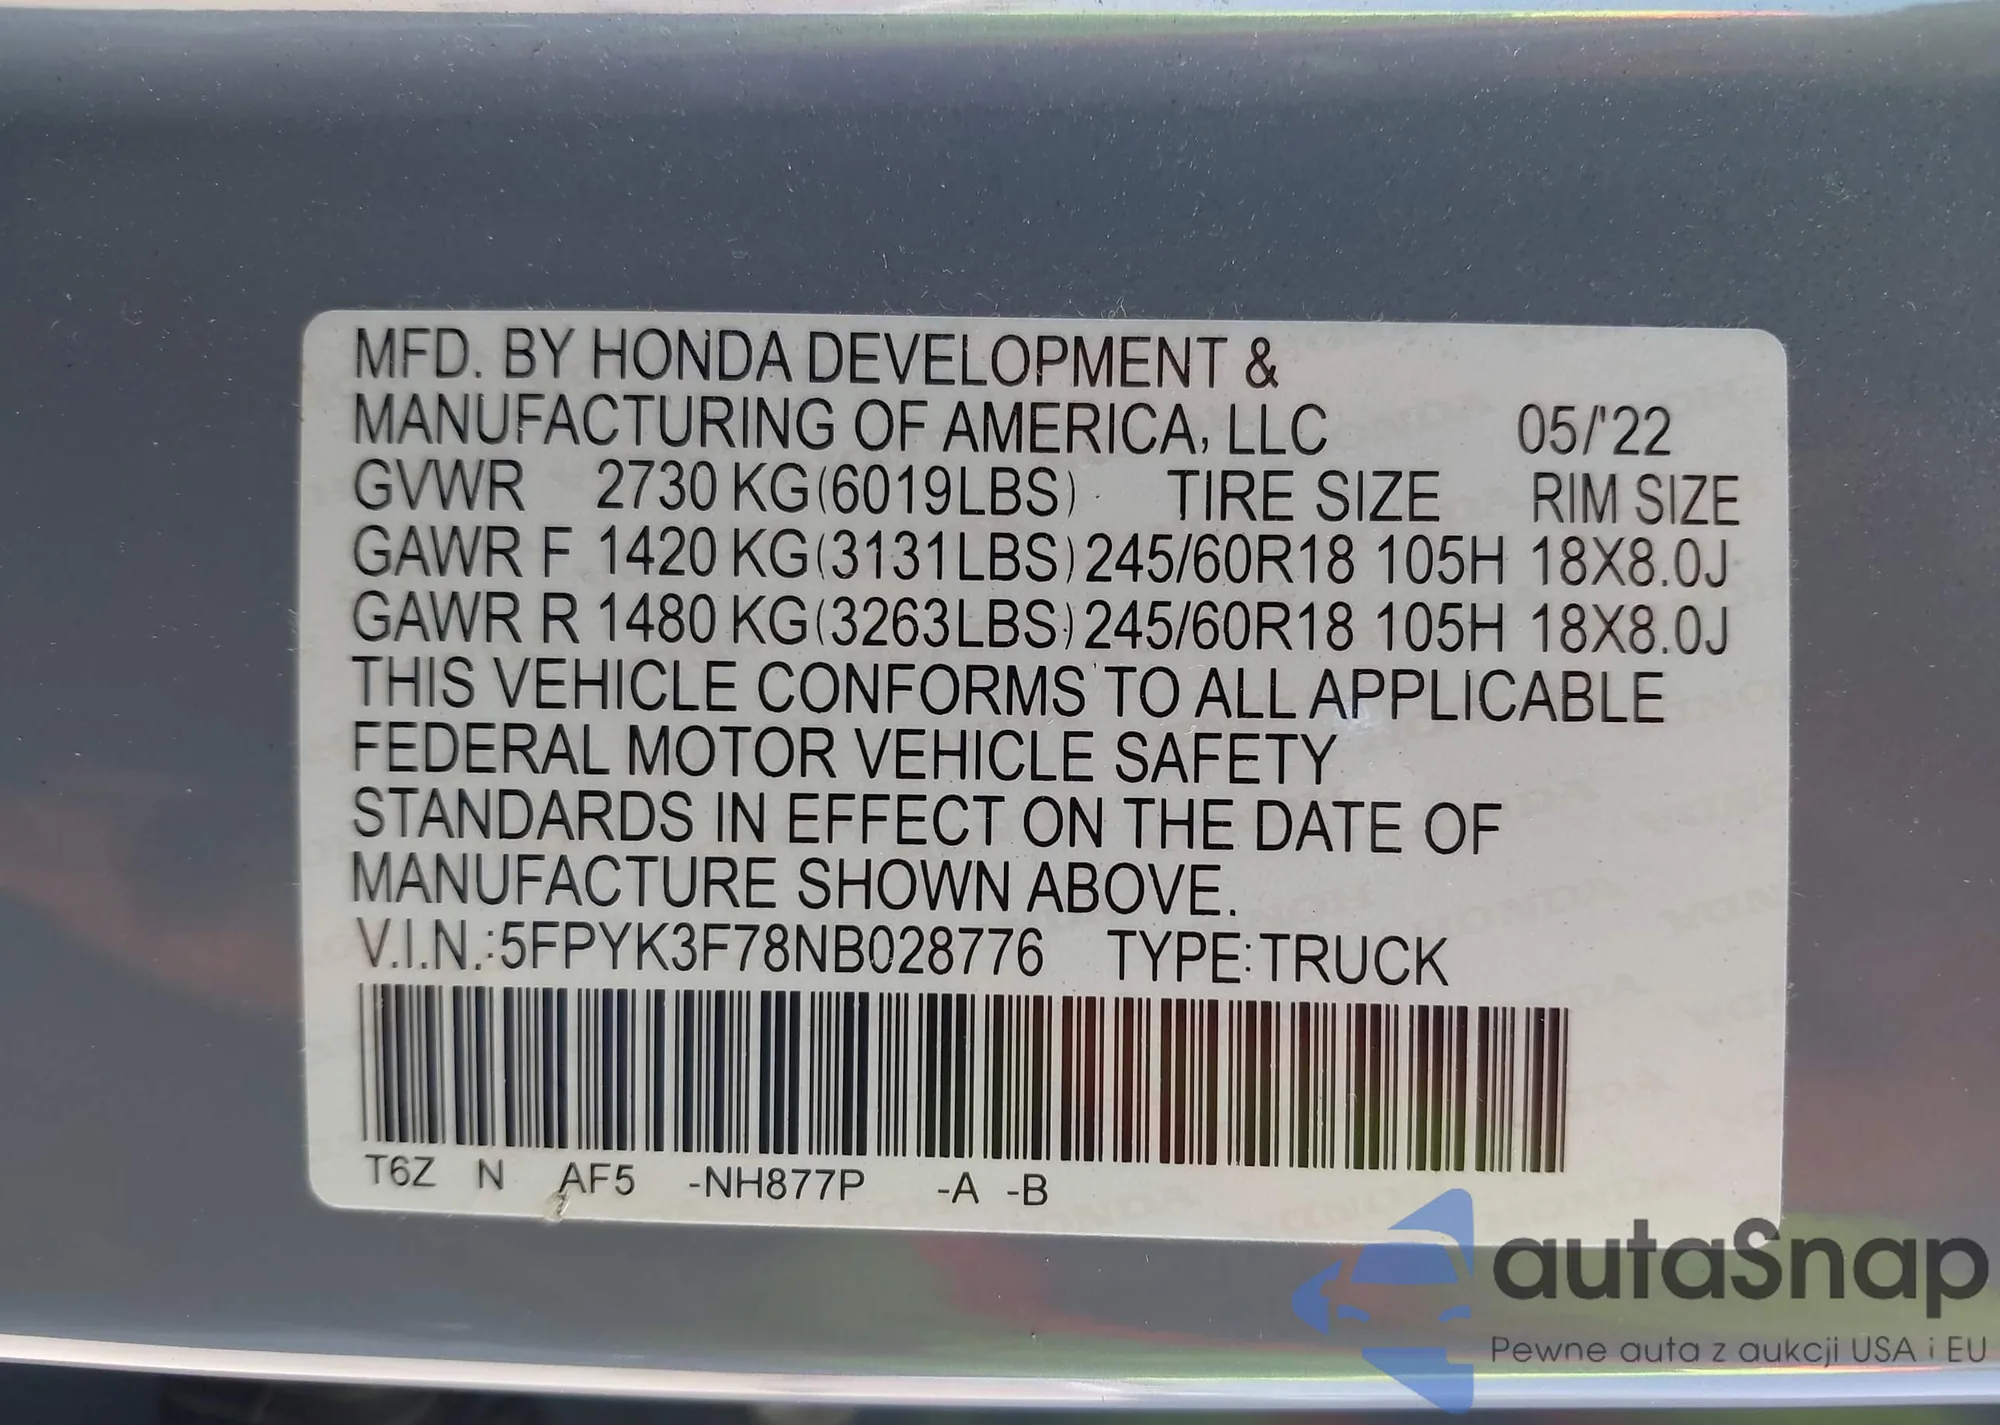 MFD. BY HONDA DEVELOPMENT &
MANUFACTURING OF AMERICA, LLC 05/'22
GVWR 2730 KG(6019LBS) TIRE SIZE RIM SIZE
GAWR F 1420 KG(3131LBS) 245/60R18 105H 18X8.0J
GAWR R 1480 KG(3263LBS) 245/60R18 105H 18X8.0J
THIS VEHICLE CONFORMS TO ALL APPLICABLE
FEDERAL MOTOR VEHICLE SAFETY
STANDARDS IN EFFECT ON THE DATE OF
MANUFACTURE SHOWN ABOVE.
V.I.N.:5FPYK3F78NB028776 TYPE:TRUCK
T6Z N AF5 -NH877P -A -B
autaSnap
Pewne auta z aukcji USA i EU